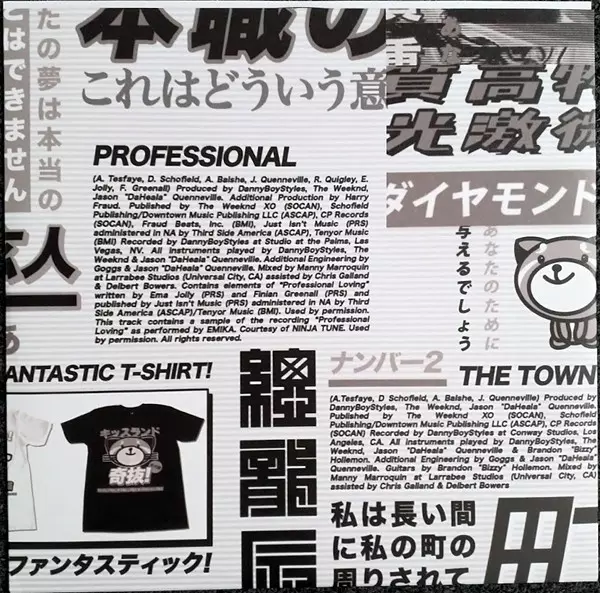 本職の
これはどういう意
たの夢は本当の
はできません
貴高特
光激
ダイヤモンド
あなたのために
与えるでしょう
PROFESSIONAL
(A. Tesfaye, D. Schofield, A. Balshe, J. Quenneville, R. Quigley, E.
Jolly, F. Greenall) Produced by DannyBoyStyles, The Weeknd,
Jason "DaHeala" Quenneville. Additional Production by Harry
Fraud. Published by The Weeknd XO (SOCAN), Schofield
Publishing/Downtown Music Publishing LLC (ASCAP), CP Records
(SOCAN), Fraud Beats, Inc. (BMI), Just Isn't Music (PRS)
administered in NA by Third Side America (ASCAP), Tenyor Music
(BMI) Recorded by DannyBoyStyles at Studio at the Palms, Las
Vegas, NV. All instruments played by DannyBoyStyles, The
Weeknd & Jason "DaHeala" Quenneville. Additional Engineering by
Goggs & Jason "DaHeala" Quenneville. Mixed by Manny Marroquin
at Larrabee Studios (Universal City, CA) assisted by Chris Galland
& Delbert Bowers. Contains elements of "Professional Loving"
written by Ema Jolly (PRS) and Finian Greenall (PRS) and
published by Just Isn't Music (PRS) administered in NA by Third
Side America (ASCAP)/Tenyor Music (BMI). Used by permission.
This track contains a sample of the recording "Professional
Loving" as performed by EMIKA. Courtesy of NINJA TUNE. Used
by permission. All rights reserved.
ANTASTIC T-SHIRT!
キッスランド
奇抜!
ファンタスティック!
ナンバー2
THE TOWN
(A.Tesfaye, D Schofield, A. Balshe, J. Quenneville) Produced by
DannyBoyStyles, The Weeknd, Jason "DaHeala" Quenneville.
Published by The Weeknd XO (SOCAN), Schofield
Publishing/Downtown Music Publishing LLC (ASCAP), CP Records
(SOCAN) Recorded by DannyBoyStyles at Conway Studios, Los
Angeles, CA. All instruments played by DannyBoyStyles, The
Weeknd, Jason "DaHeala" Quenneville & Brandon "Bizzy"
Hollemon. Additional Engineering by Goggs & Jason "DaHeala"
Quenneville. Guitars by Brandon "Bizzy" Hollemon. Mixed by
Manny Marroquin at Larrabee Studios (Universal City, CA)
assisted by Chris Galland & Delbert Bowers
私は長い間
に私の町の
周りされて